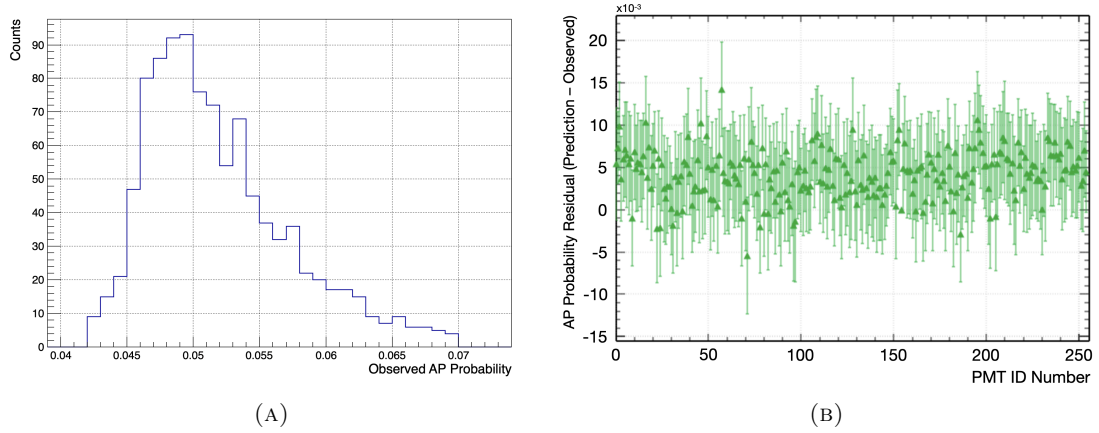 Counts
90
80
70
60
50
40
30
20
10
0
0.04 0.045 0.05 0.055 0.06 0.065 0.07
Observed AP Probability
(A)
×10⁻³
AP Probability Residual (Prediction – Observed)
20
15
10
5
0
-5
-10
-15
0 50 100 150 200 250
PMT ID Number
(B)